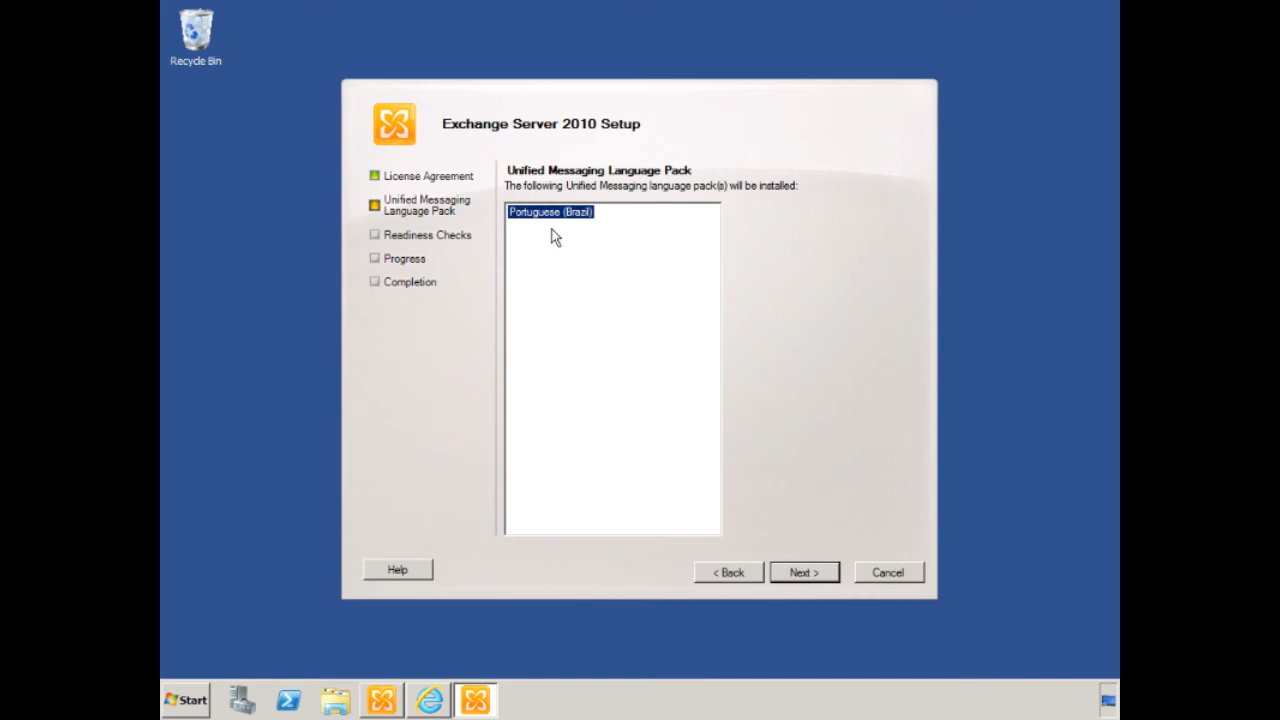 Recycle Bin
Exchange Server 2010 Setup
License Agreement
Unified Messaging
Language Pack
Readiness Checks
Progress
Completion
Unified Messaging Language Pack
The following Unified Messaging language pack(s) will be installed:
Portuguese (Brazil)
Help
< Back
Next >
Cancel
Start